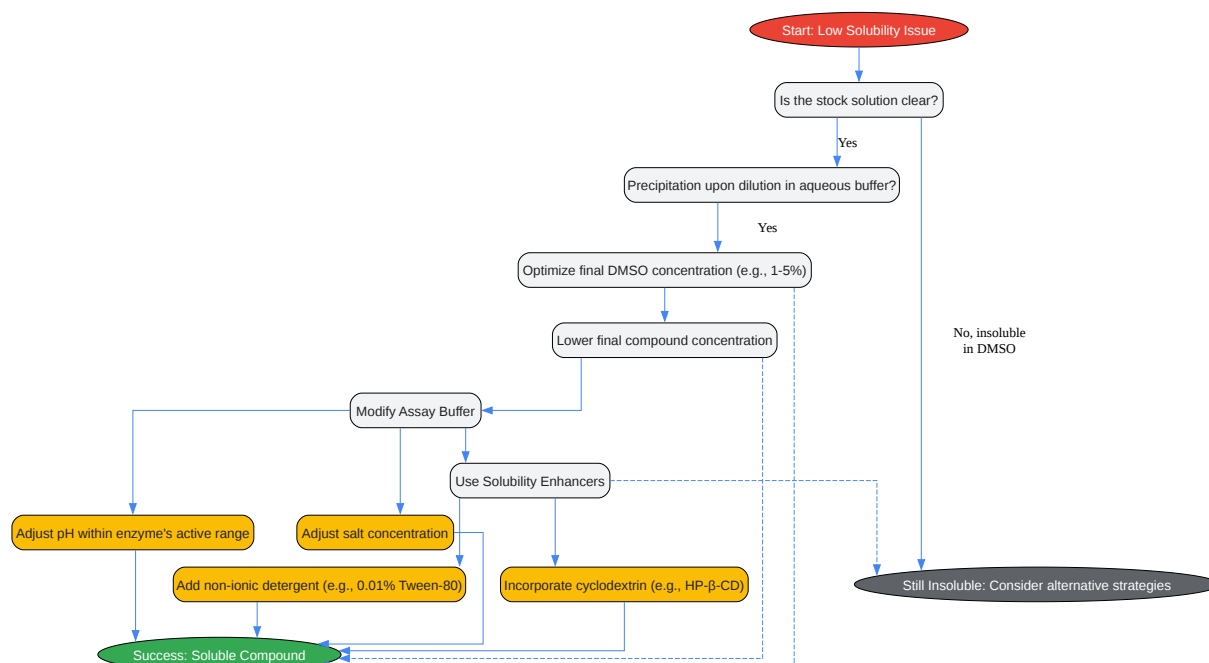 Start: Low Solubility Issue
Is the stock solution clear?
Yes
Precipitation upon dilution in aqueous buffer?
Yes
Optimize final DMSO concentration (e.g., 1-5%)
No, insoluble
in DMSO
Lower final compound concentration
Modify Assay Buffer
Use Solubility Enhancers
Adjust pH within enzyme's active range
Adjust salt concentration
Add non-ionic detergent (e.g., 0.01% Tween-80)
Incorporate cyclodextrin (e.g., HP-β-CD)
Still Insoluble: Consider alternative strategies
Success: Soluble Compound